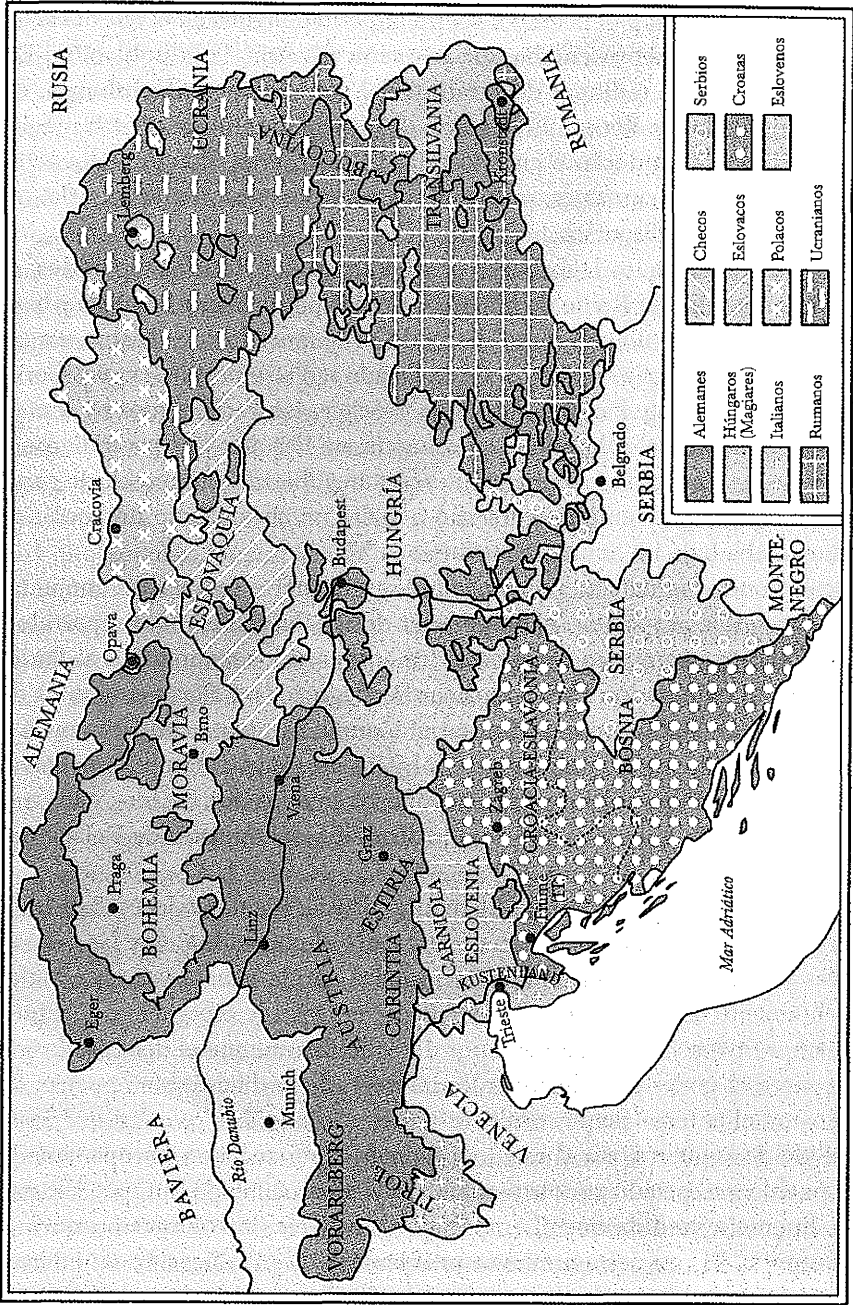 RUSIA
ALEMANIA
UCRANIA
Lemberg
BUCOVINA
TRANSILVANIA
Kronstadt
RUMANIA
Cracovia
Opava
ESLOVAQUIA
MORAVIA
Brno
Praga
BOHEMIA
Eger
BAVIERA
Río Danubio
Munich
Linz
Viena
AUSTRIA
Graz
ESTIRIA
CARINTIA
VORARLBERG
TIROL
VENECIA
Budapest
HUNGRÍA
CARNIOLA
ESLOVENIA
KUSTENLAND
Trieste
Fiume
(IT.)
Zagreb
CROACIA-ESLAVONIA
BOSNIA
SERBIA
Belgrado
SERBIA
MONTE-
NEGRO
Mar Adriático
Alemanes
Húngaros
(Magiares)
Italianos
Rumanos
Checos
Eslovacos
Polacos
Ucranianos
Serbios
Croatas
Eslovenos